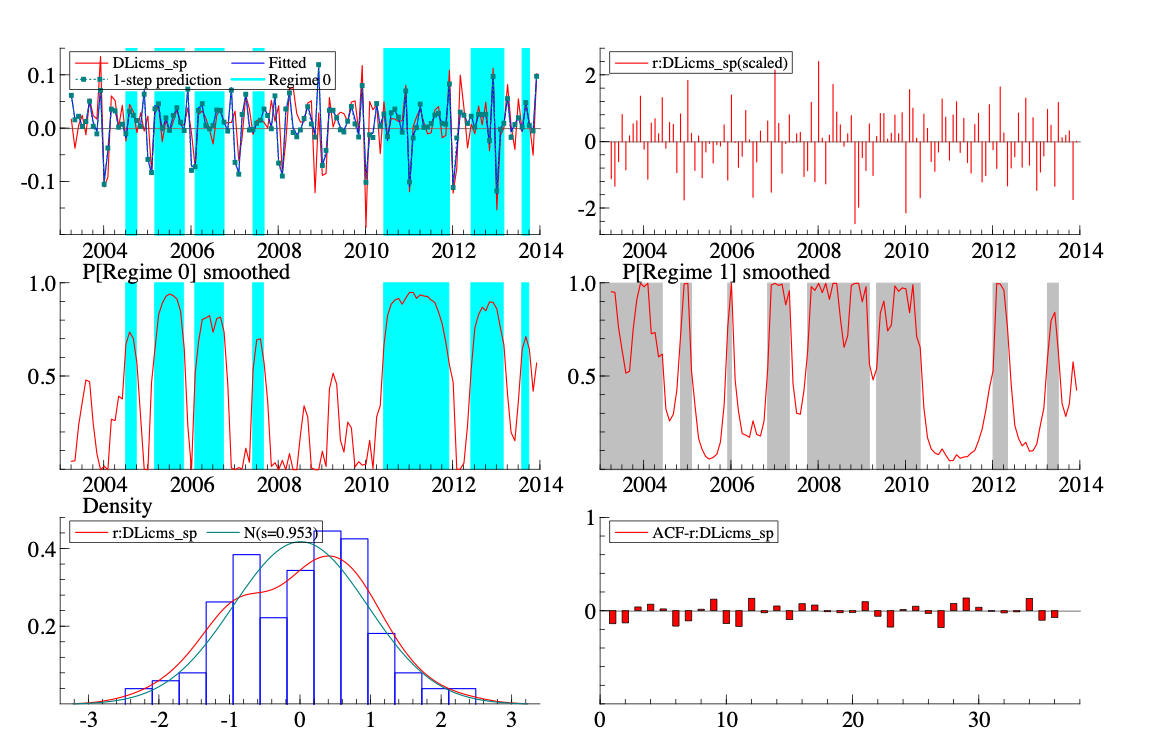 DLicms_sp Fitted
1-step prediction Regime 0
0.1
0.0
-0.1
2004 2006 2008 2010 2012 2014
r:DLicms_sp(scaled)
2
0
-2
2004 2006 2008 2010 2012 2014
P[Regime 0] smoothed
1.0
0.5
2004 2006 2008 2010 2012 2014
P[Regime 1] smoothed
1.0
0.5
2004 2006 2008 2010 2012 2014
Density
r:DLicms_sp N(s=0.953)
0.4
0.2
-3 -2 -1 0 1 2 3
ACF-r:DLicms_sp
1
0
0 10 20 30